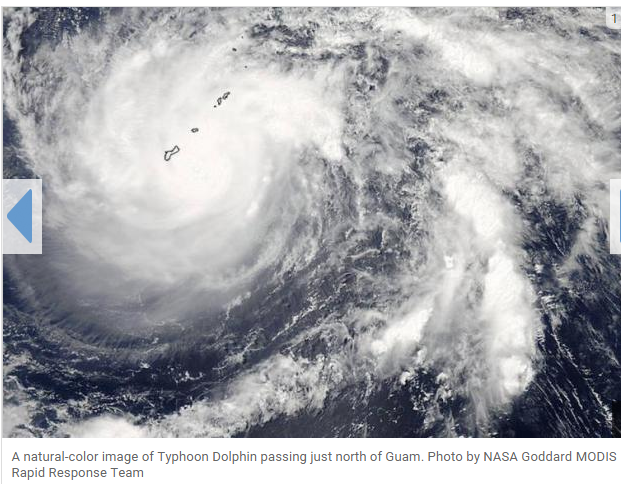 1
A natural-color image of Typhoon Dolphin passing just north of Guam. Photo by NASA Goddard MODIS
Rapid Response Team